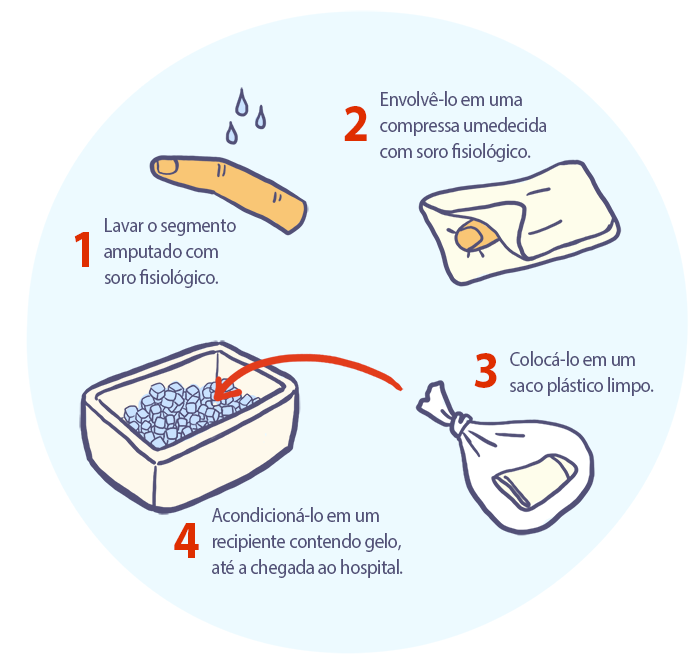 1
Lavar o segmento
amputado com
soro fisiológico.
2
Envolvê-lo em uma
compressa umedecida
com soro fisiológico.
3
Colocá-lo em um
saco plástico limpo.
4
Acondicioná-lo em um
recipiente contendo gelo,
até a chegada ao hospital.